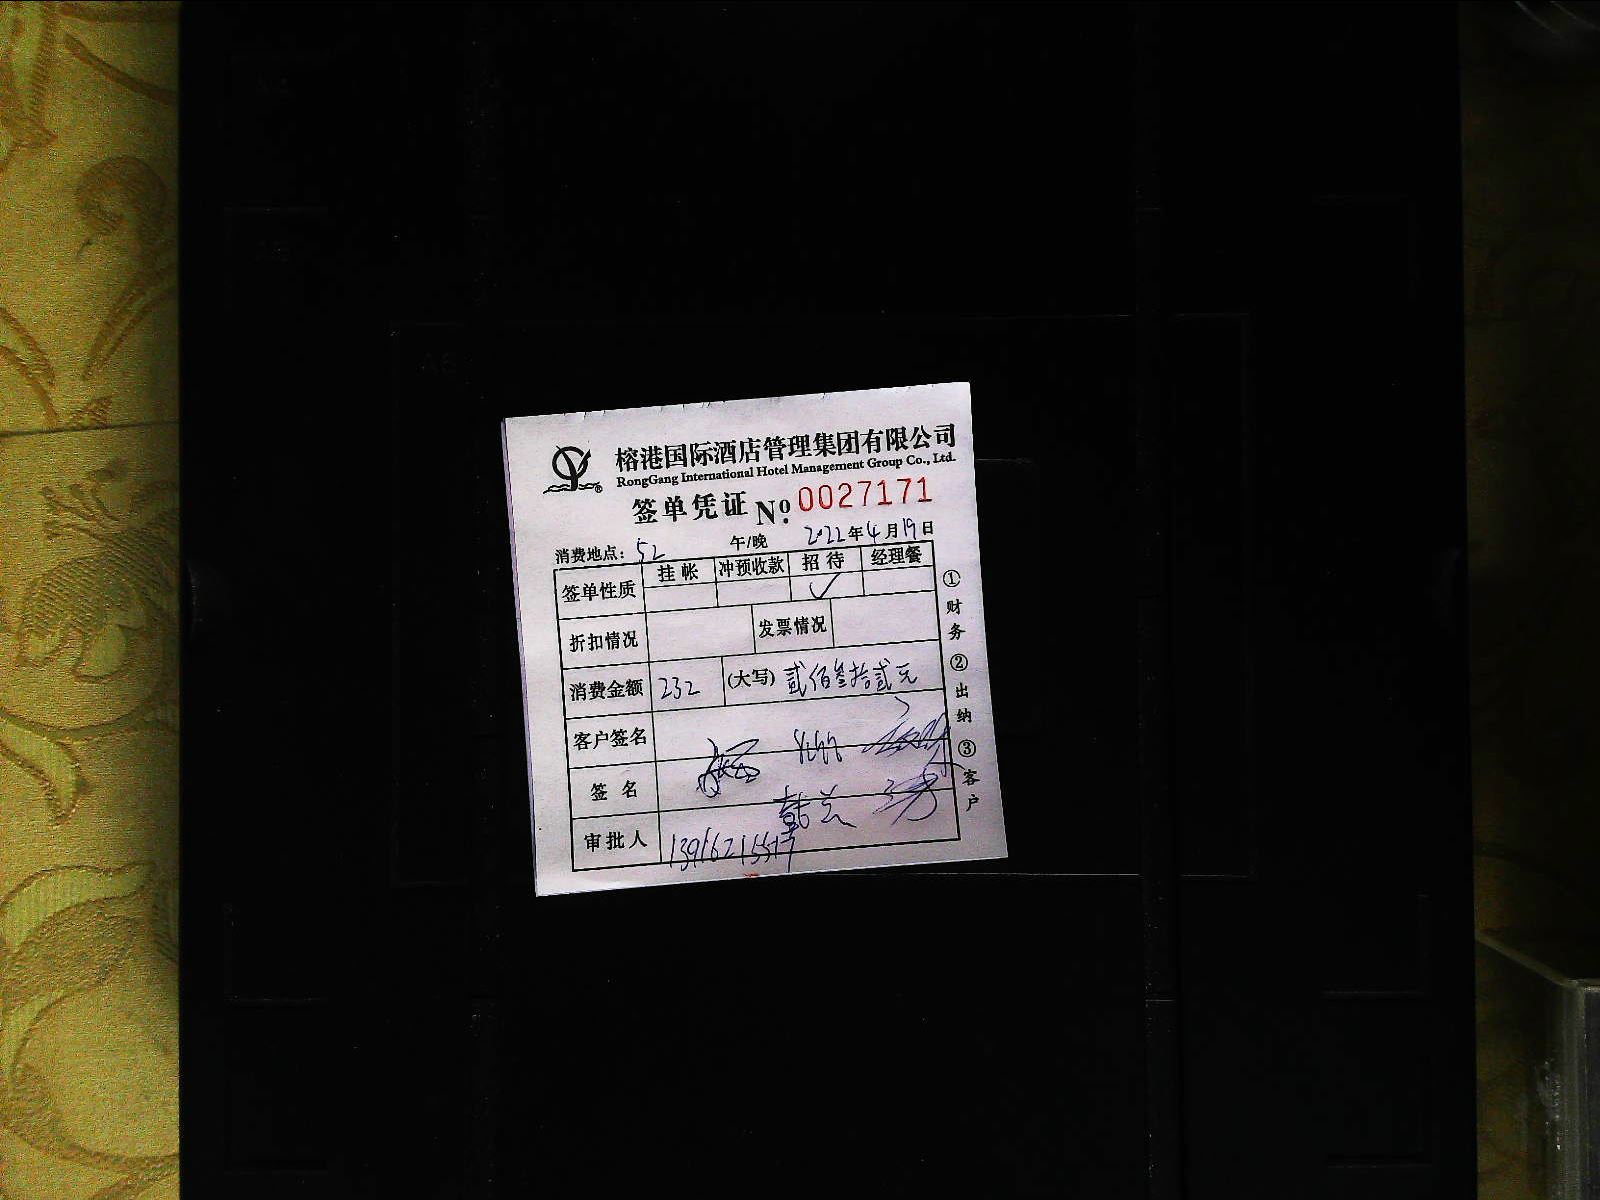 榕港国际酒店管理集团有限公司
RongGang International Hotel Management Group Co., Ltd.
签单凭证 No. 0027171
消费地点: 52 午/晚 2022年4月19日
签单性质 挂帐 冲预收款 招待 经理餐
✓
折扣情况 发票情况
消费金额 232 (大写) 贰佰叁拾贰元
客户签名
签名
审批人
①财务 ②出纳 ③客户